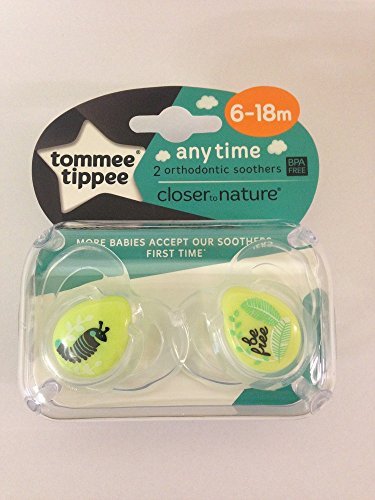 6-18m
tommee®
tippee
any time
2 orthodontic soothers
BPA
FREE
closer to nature®
MORE BABIES ACCEPT OUR SOOTHERS
FIRST TIME*
be
free